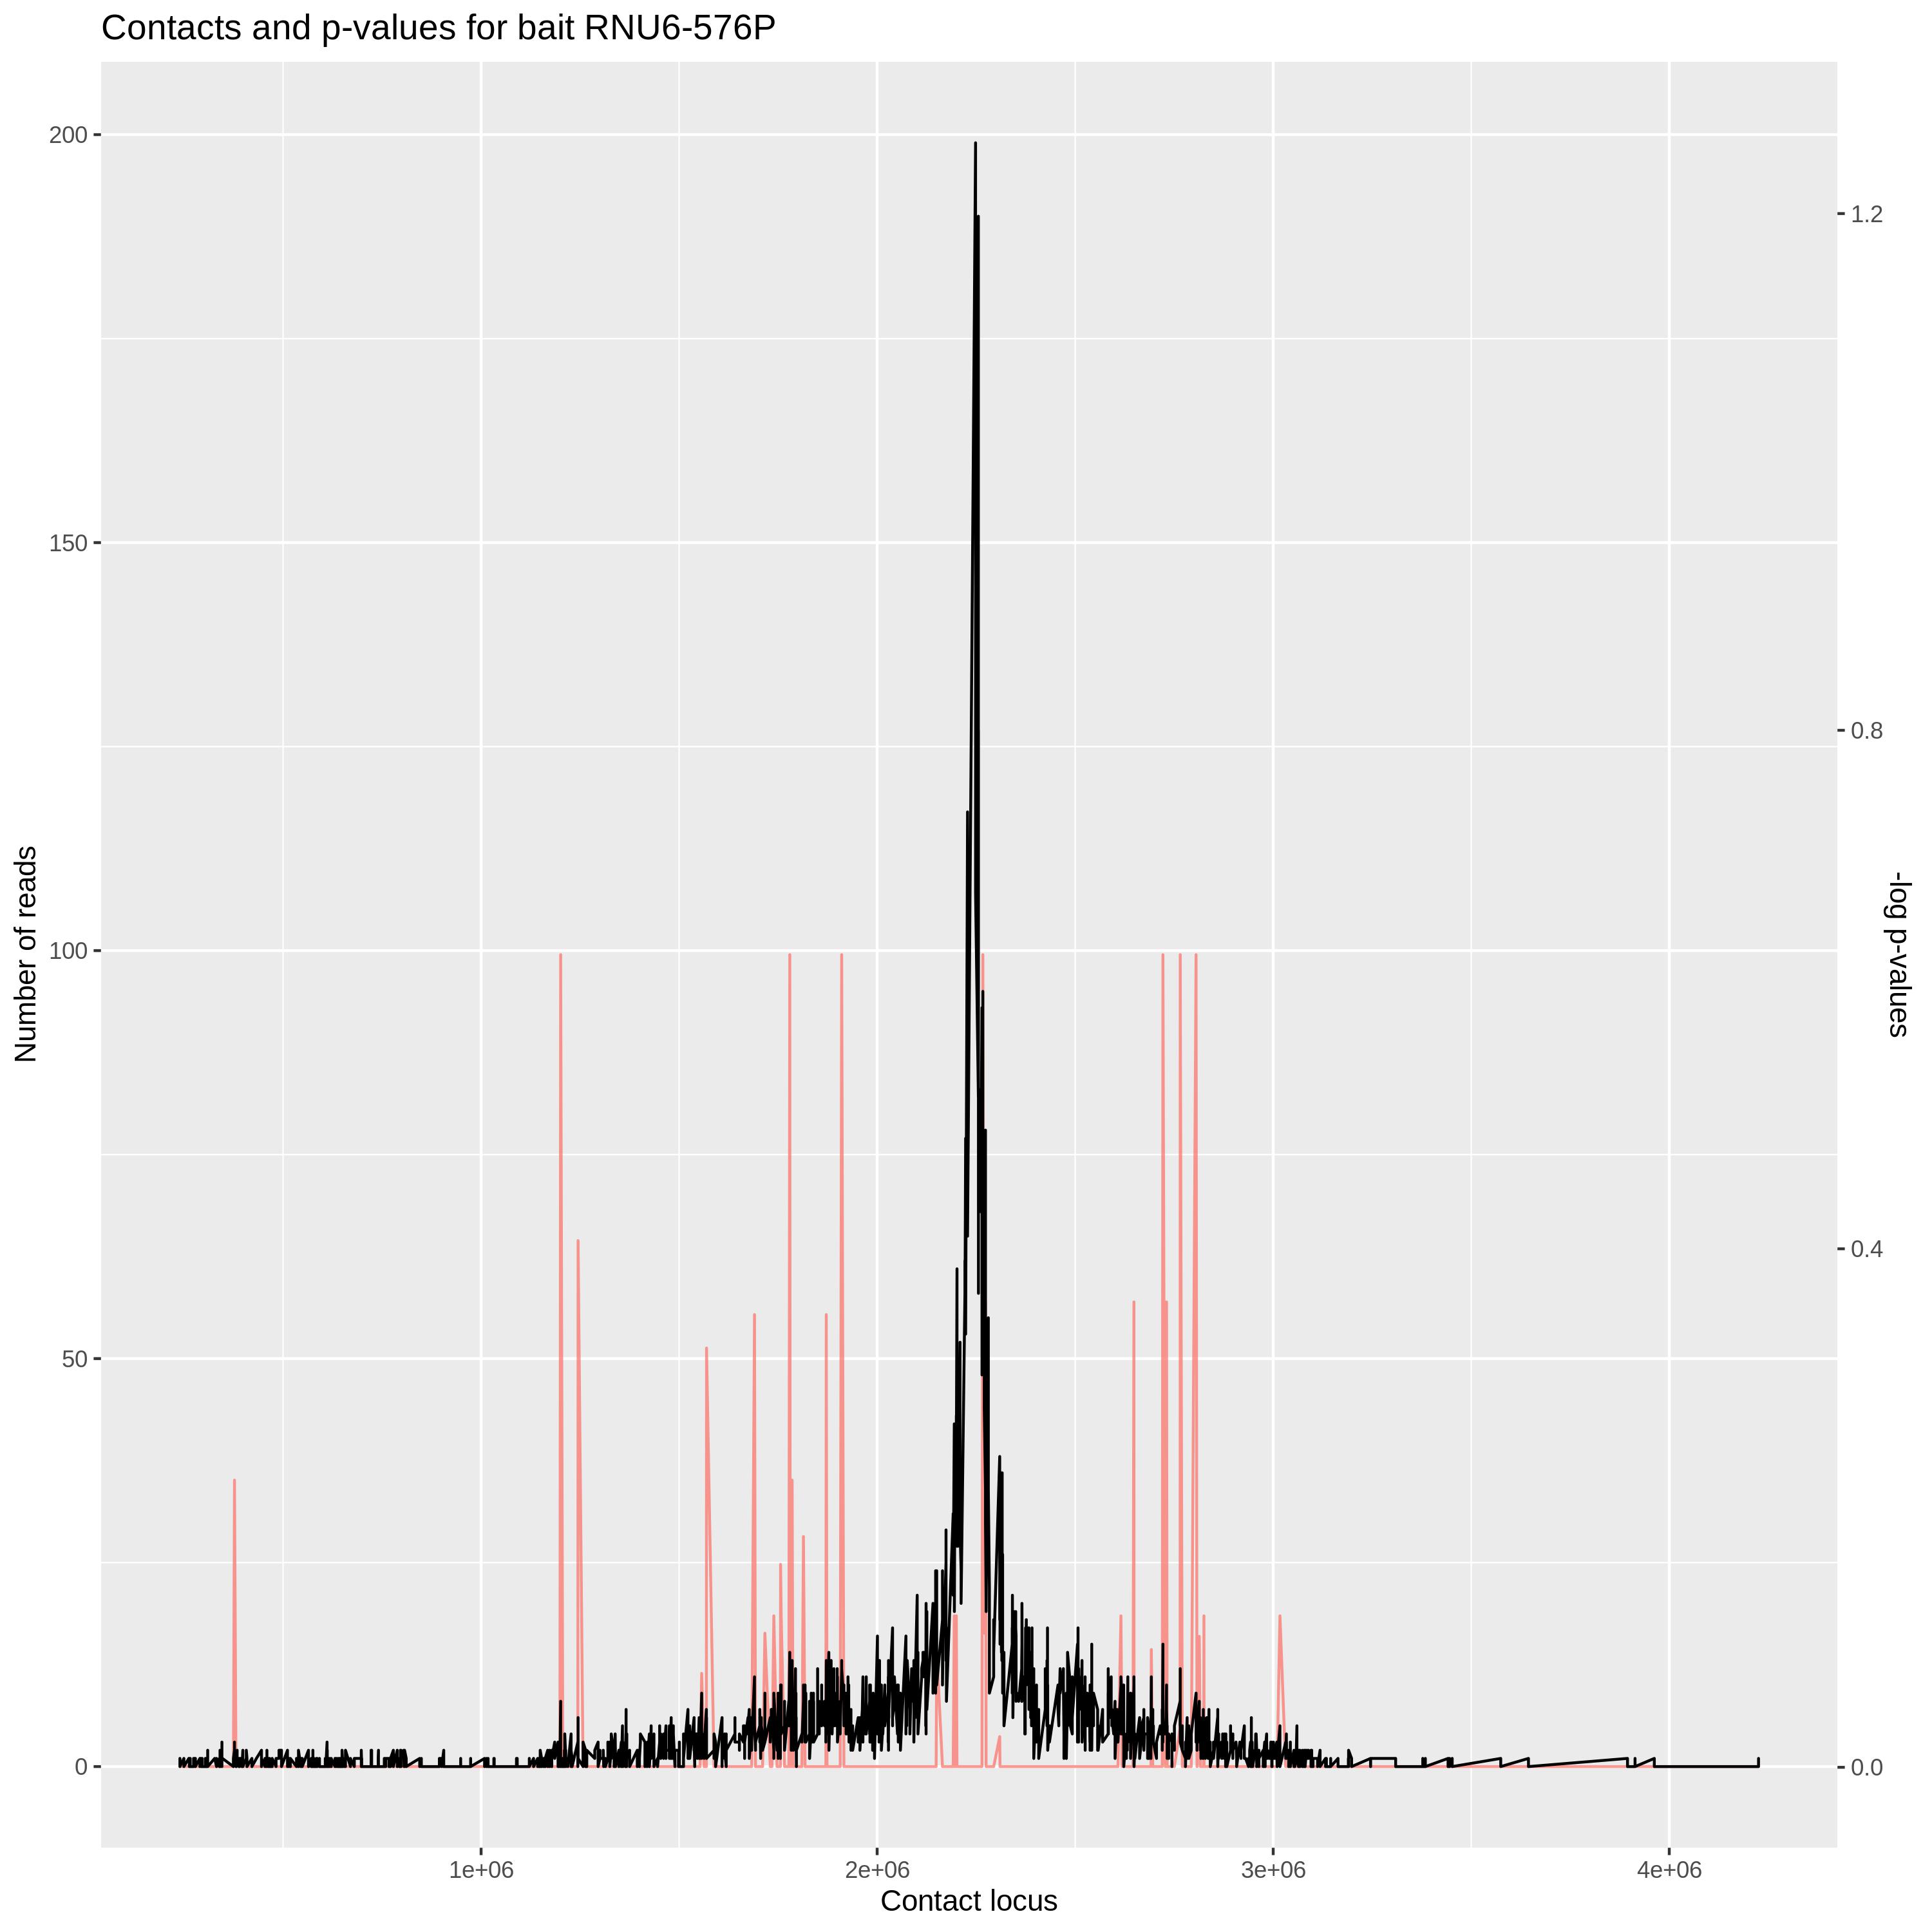 Contacts and p-values for bait RNU6-576P
200
150
100
50
0
Number of reads
1.2
0.8
0.4
0.0
-log p-values
1e+06
2e+06
3e+06
4e+06
Contact locus